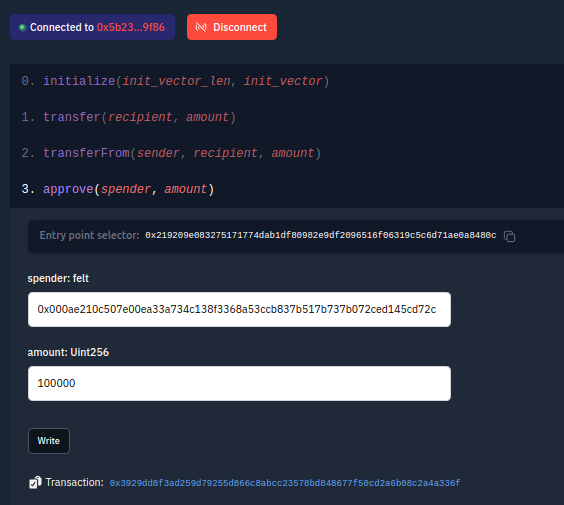 Connected to 0x5b23...9f86 Disconnect
0. initialize(init_vector_len, init_vector)
1. transfer(recipient, amount)
2. transferFrom(sender, recipient, amount)
3. approve(spender, amount)
Entry point selector: 0x219209e083275171774dab1df80982e9df2096516f06319c5c6d71ae0a8480c
spender: felt
0x000ae210c507e00ea33a734c138f3368a53ccb837b517b737b072ced145cd72c
amount: Uint256
100000
Write
Transaction: 0x3929dd8f3ad259d79255d866c8abcc23578bd848677f50cd2a6b08c2a4a336f